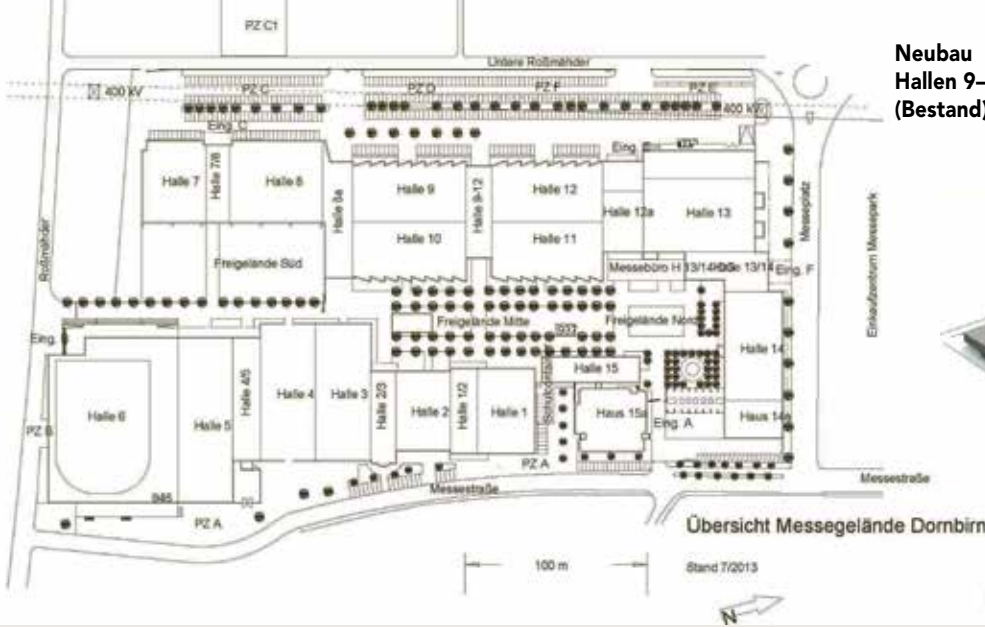 PZ C1
Neubau
Hallen 9–
(Bestand)
Untere Roßmähder
400 kV
PZ C
PZ D
PZ F
PZ E
400 kV
Eing. C
Halle 7
Halle 7/8
Halle 8
Halle 8a
Halle 9
Halle 9-12
Halle 12
Halle 12a
Halle 13
Messeplatz
Einkaufszentrum Messepark
Roßmähder
Halle 10
Halle 11
Freigelände Süd
Messebüro H 13/14
13/14
Eing. F
Freigelände Mitte
Freigelände Nord
Eing.
Halle 14
Halle 15
Halle 6
Halle 5
Halle 4/5
Halle 4
Halle 3
Halle 2/3
Halle 2
Halle 1/2
Halle 1
Haus 15a
Haus 14a
Eing. A
PZ B
PZ A
Messestraße
Messestraße
PZ A
Übersicht Messegelände Dornbirn
100 m
Stand 7/2013
N